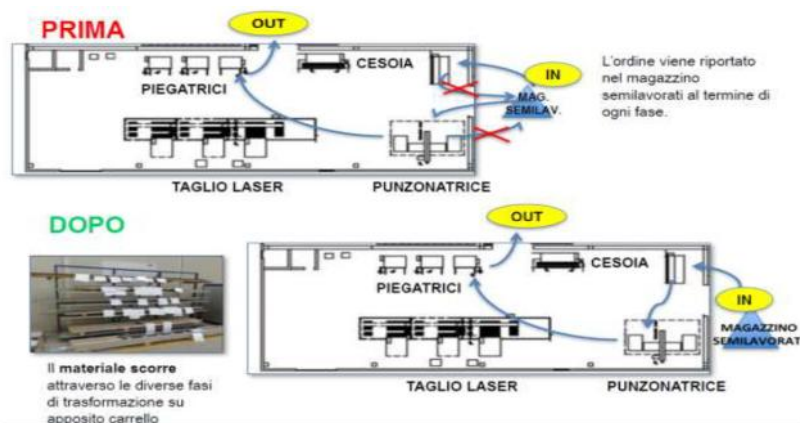 PRIMA
OUT
CESOIA
IN
PIEGATRICI
MAG.
SEMILAV.
L'ordine viene riportato
nel magazzino
semilavorati al termine di
ogni fase.
TAGLIO LASER
PUNZONATRICE
DOPO
OUT
CESOIA
PIEGATRICI
IN
MAGAZZINO
SEMILAVORAT
Il materiale scorre
attraverso le diverse fasi
di trasformazione su
apposito carrello
TAGLIO LASER
PUNZONATRICE